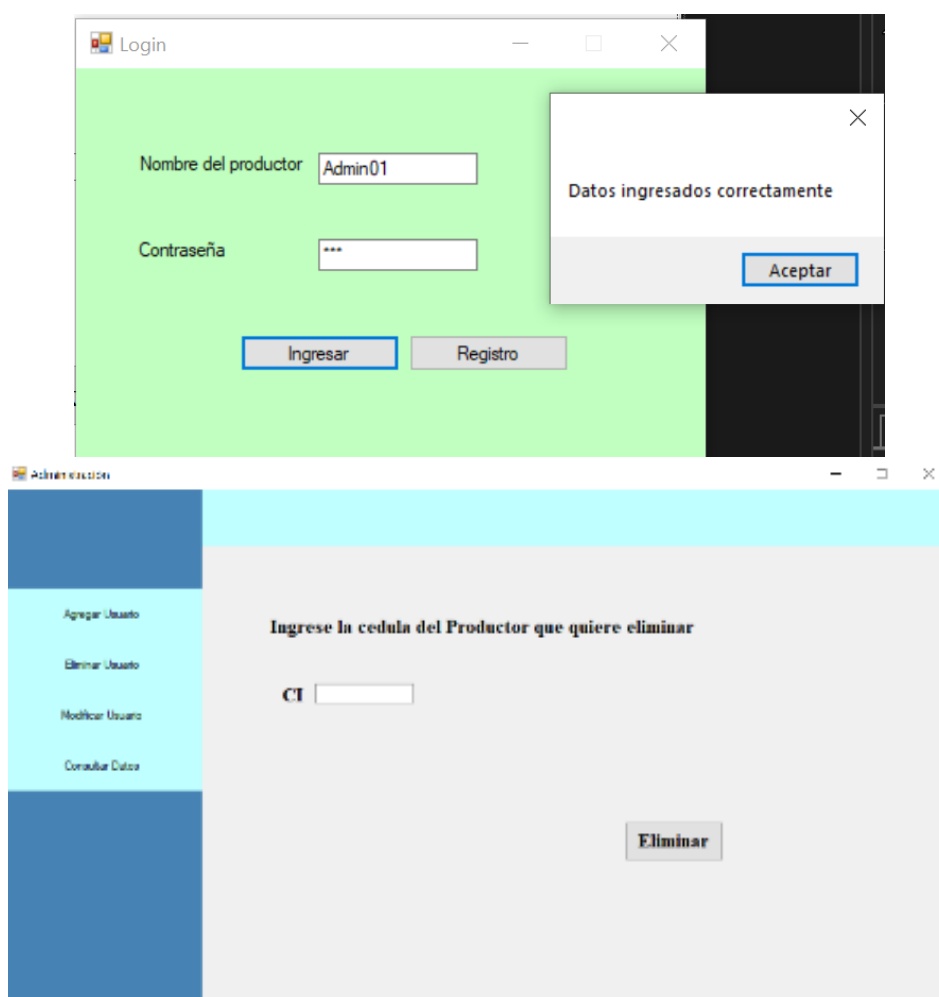 Login
Nombre del productor
Admin01
Datos ingresados correctamente
Contraseña
***
Aceptar
Ingresar
Registro
Administración
Agregar Usuario
Eliminar Usuario
Modificar Usuario
Consultar Datos
Ingrese la cedula del Productor que quiere eliminar
CI
Eliminar